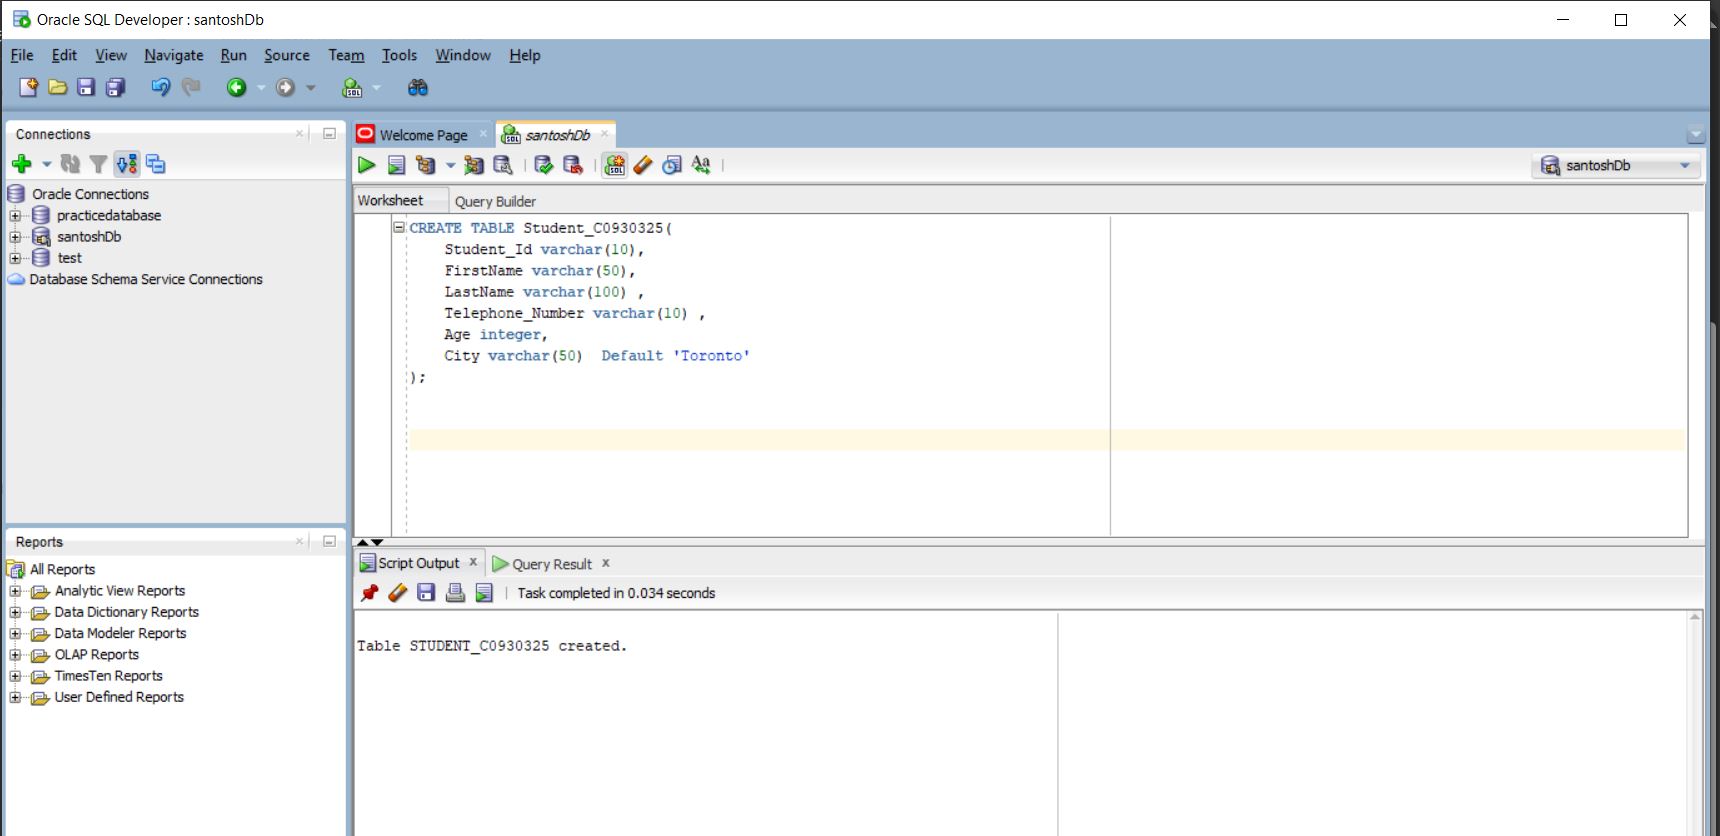 Oracle SQL Developer : santoshDb
File Edit View Navigate Run Source Team Tools Window Help
Connections
Oracle Connections
practicedatabase
santoshDb
test
Database Schema Service Connections
Reports
All Reports
Analytic View Reports
Data Dictionary Reports
Data Modeler Reports
OLAP Reports
TimesTen Reports
User Defined Reports
Welcome Page santoshDb
santoshDb
Worksheet Query Builder
CREATE TABLE Student_C0930325(
    Student_Id varchar(10),
    FirstName varchar(50),
    LastName varchar(100) ,
    Telephone_Number varchar(10) ,
    Age integer,
    City varchar(50)  Default 'Toronto'
);
Script Output Query Result
Task completed in 0.034 seconds
Table STUDENT_C0930325 created.